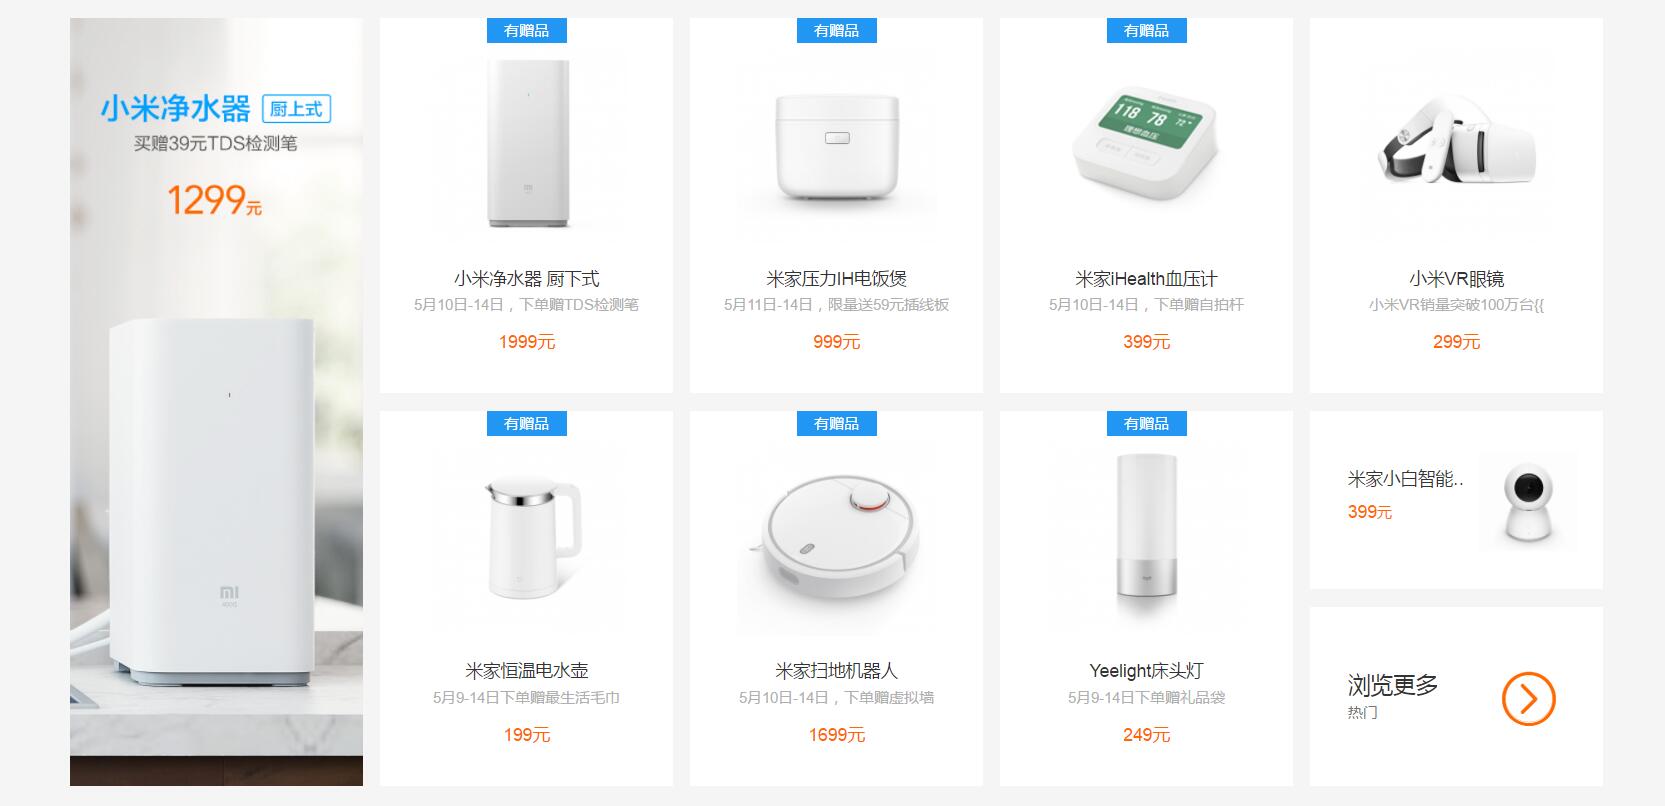 小米净水器 厨上式
买赠39元TDS检测笔
1299元
有赠品
小米净水器 厨下式
5月10日-14日，下单赠TDS检测笔
1999元
有赠品
米家压力IH电饭煲
5月11日-14日，限量送59元插线板
999元
有赠品
118 78 72
理想血压
米家iHealth血压计
5月10日-14日，下单赠自拍杆
399元
小米VR眼镜
小米VR销量突破100万台{{
299元
有赠品
米家恒温电水壶
5月9-14日下单赠最生活毛巾
199元
有赠品
米家扫地机器人
5月10日-14日，下单赠虚拟墙
1699元
有赠品
Yeelight床头灯
5月9-14日下单赠礼品袋
249元
米家小白智能..
399元
浏览更多
热门